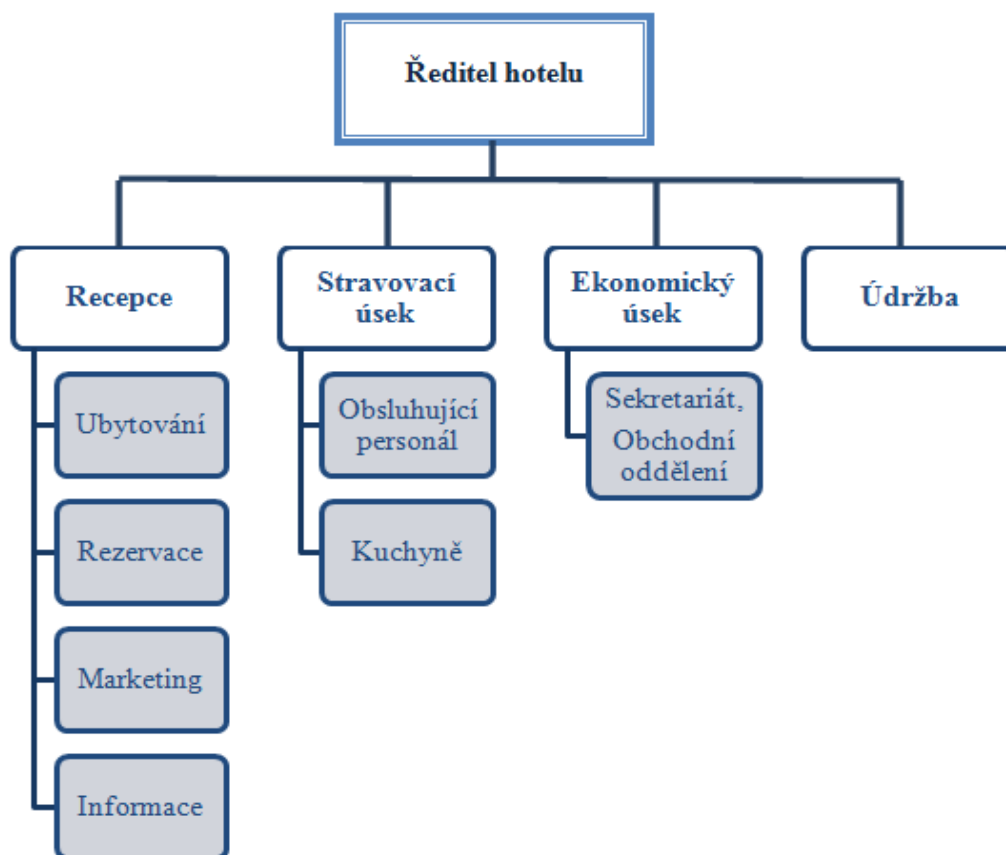 Ředitel hotelu
Recepce
Stravovací
úsek
Ekonomický
úsek
Údržba
Ubytování
Rezervace
Marketing
Informace
Obsluhující
personál
Kuchyně
Sekretariát,
Obchodní
oddělení